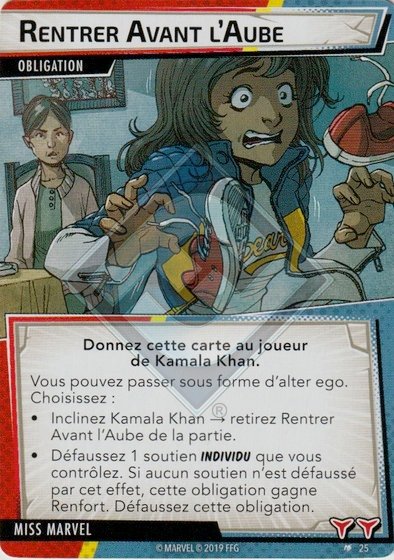 Rentrer Avant l'Aube
OBLIGATION
Bear
Donnez cette carte au joueur
de Kamala Khan.
Vous pouvez passer sous forme d'alter ego.
Choisissez :
• Inclinez Kamala Khan → retirez Rentrer
Avant l'Aube de la partie.
• Défaussez 1 soutien INDIVIDU que vous
contrôlez. Si aucun soutien n'est défaussé
par cet effet, cette obligation gagne
Renfort. Défaussez cette obligation.
MISS MARVEL
25
© MARVEL © 2019 FFG